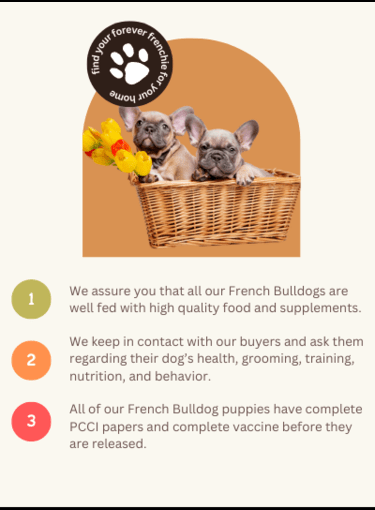 find your forever frenchie for your home
1
We assure you that all our French Bulldogs are
well fed with high quality food and supplements.
2
We keep in contact with our buyers and ask them
regarding their dog's health, grooming, training,
nutrition, and behavior.
3
All of our French Bulldog puppies have complete
PCCI papers and complete vaccine before they
are released.